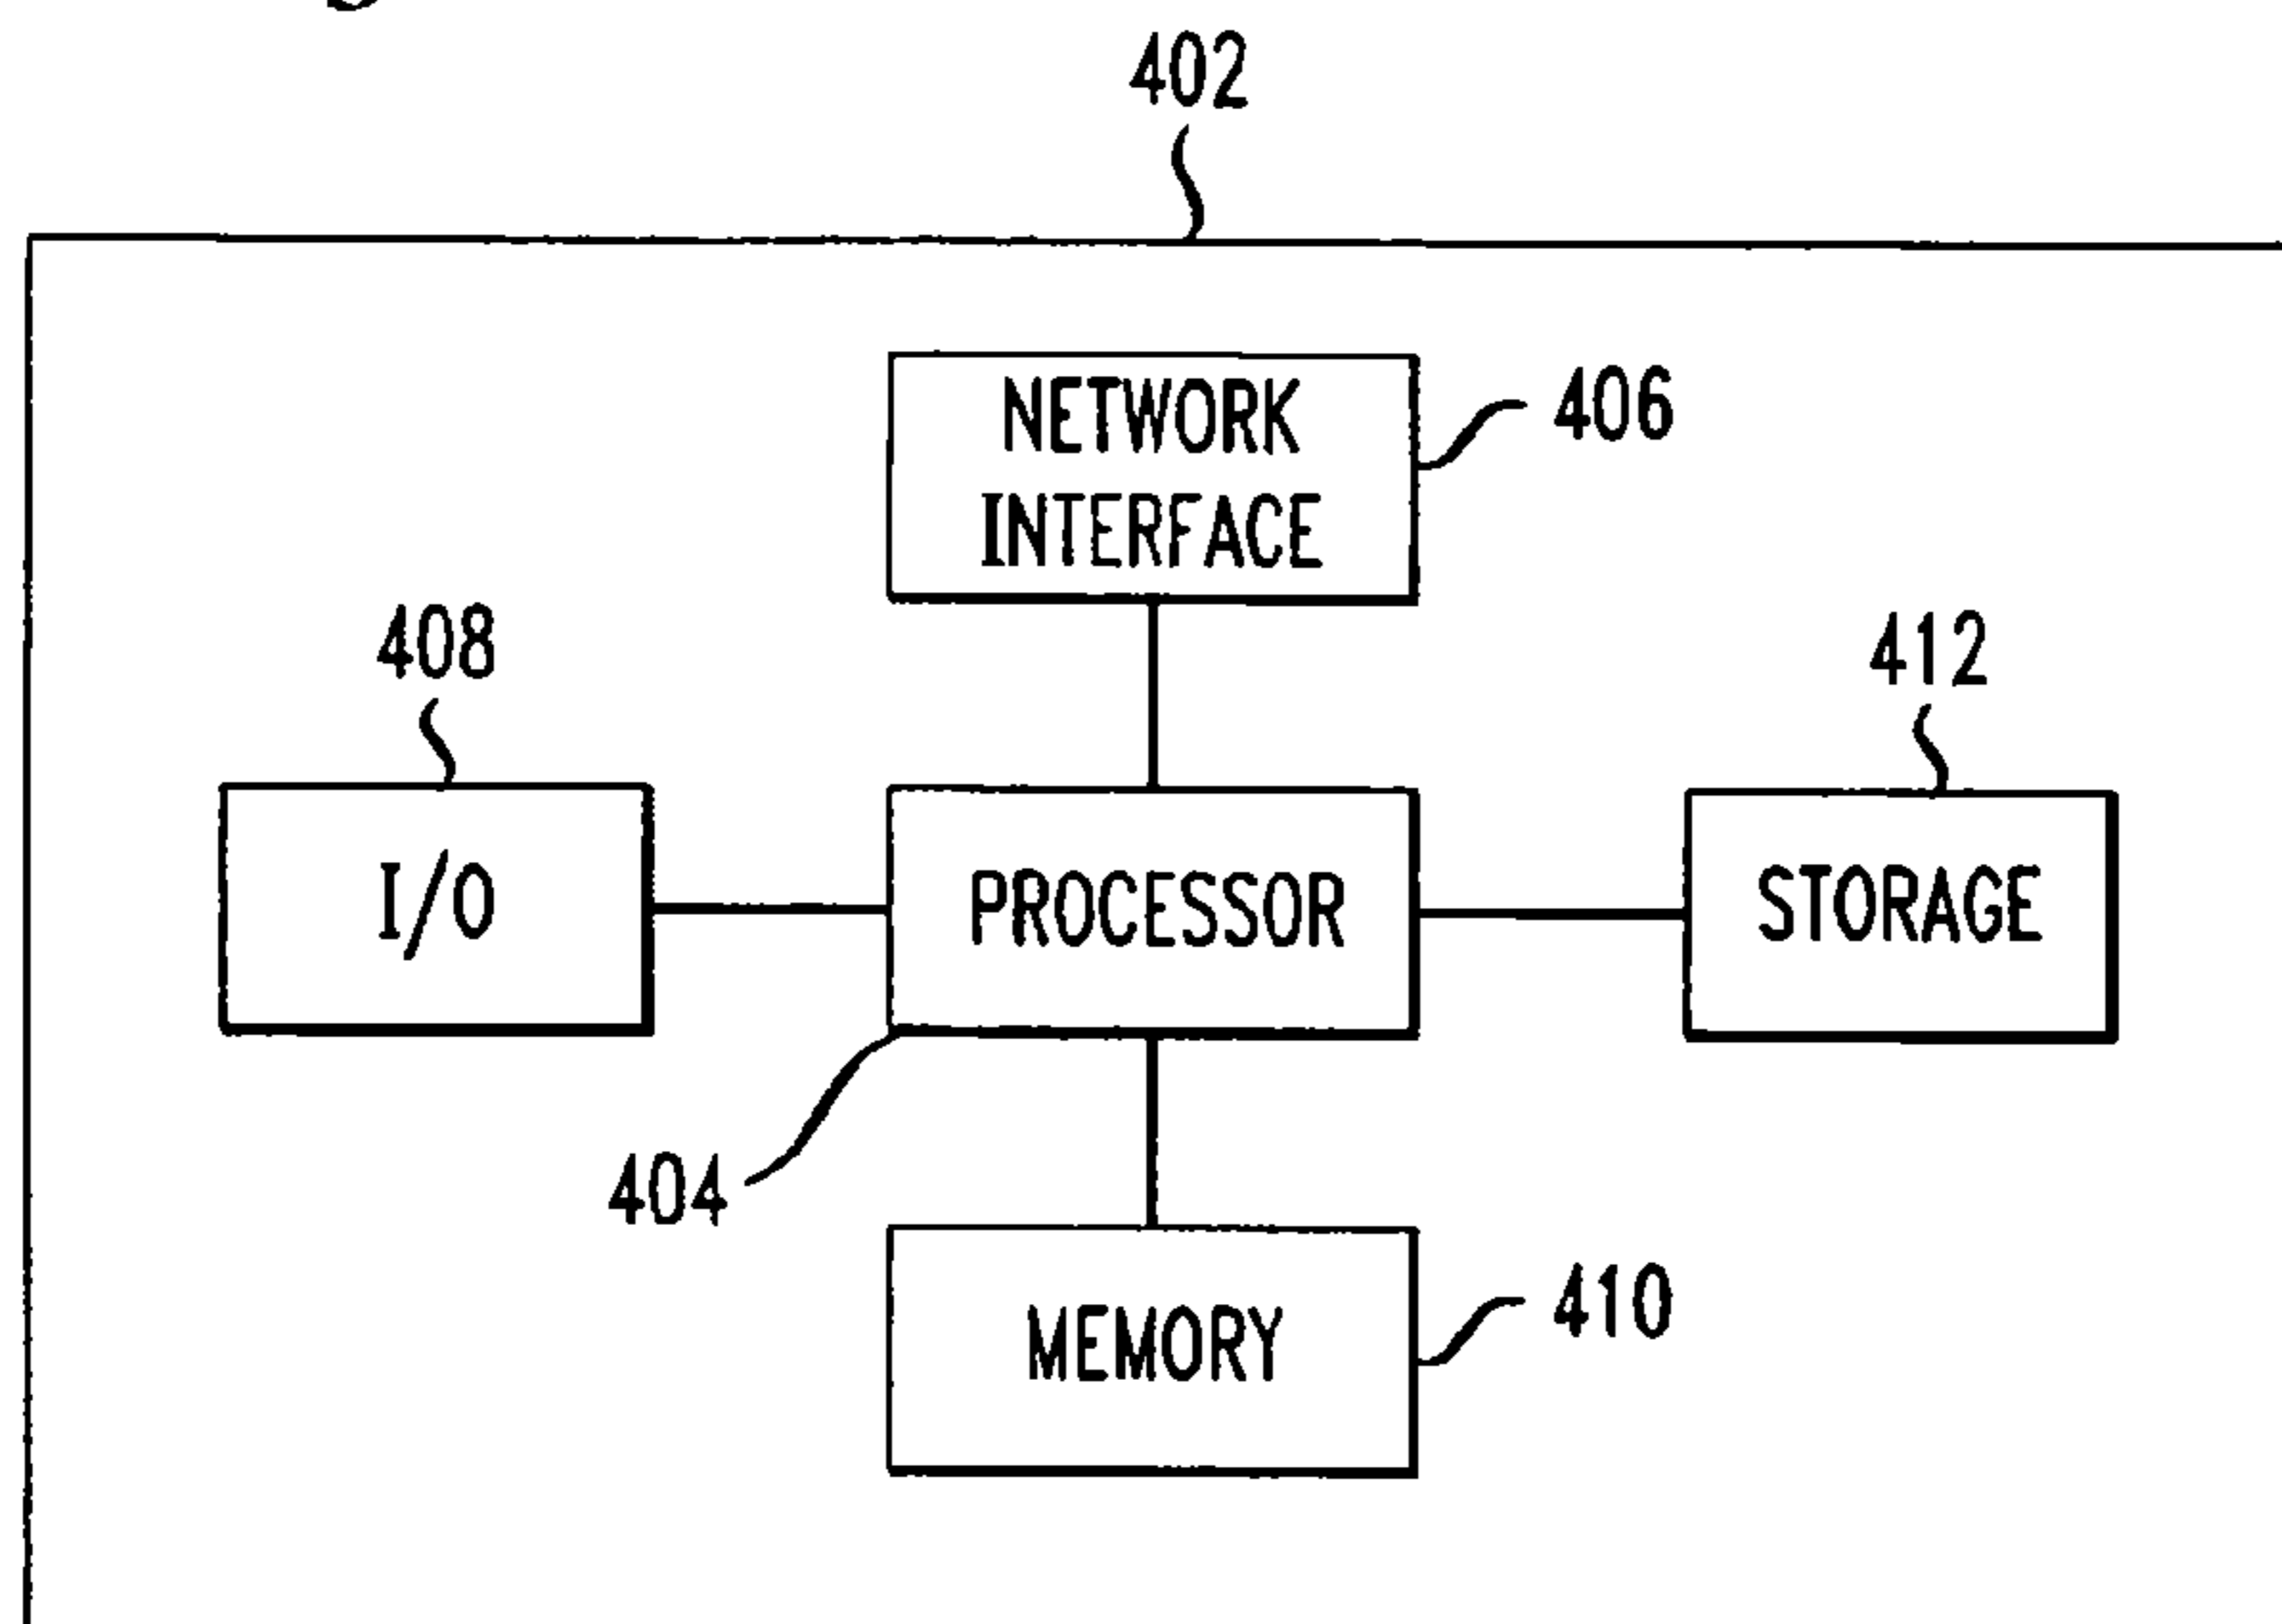 402
NETWORK
INTERFACE
406
408
412
I/O
PROCESSOR
STORAGE
404
MEMORY
410